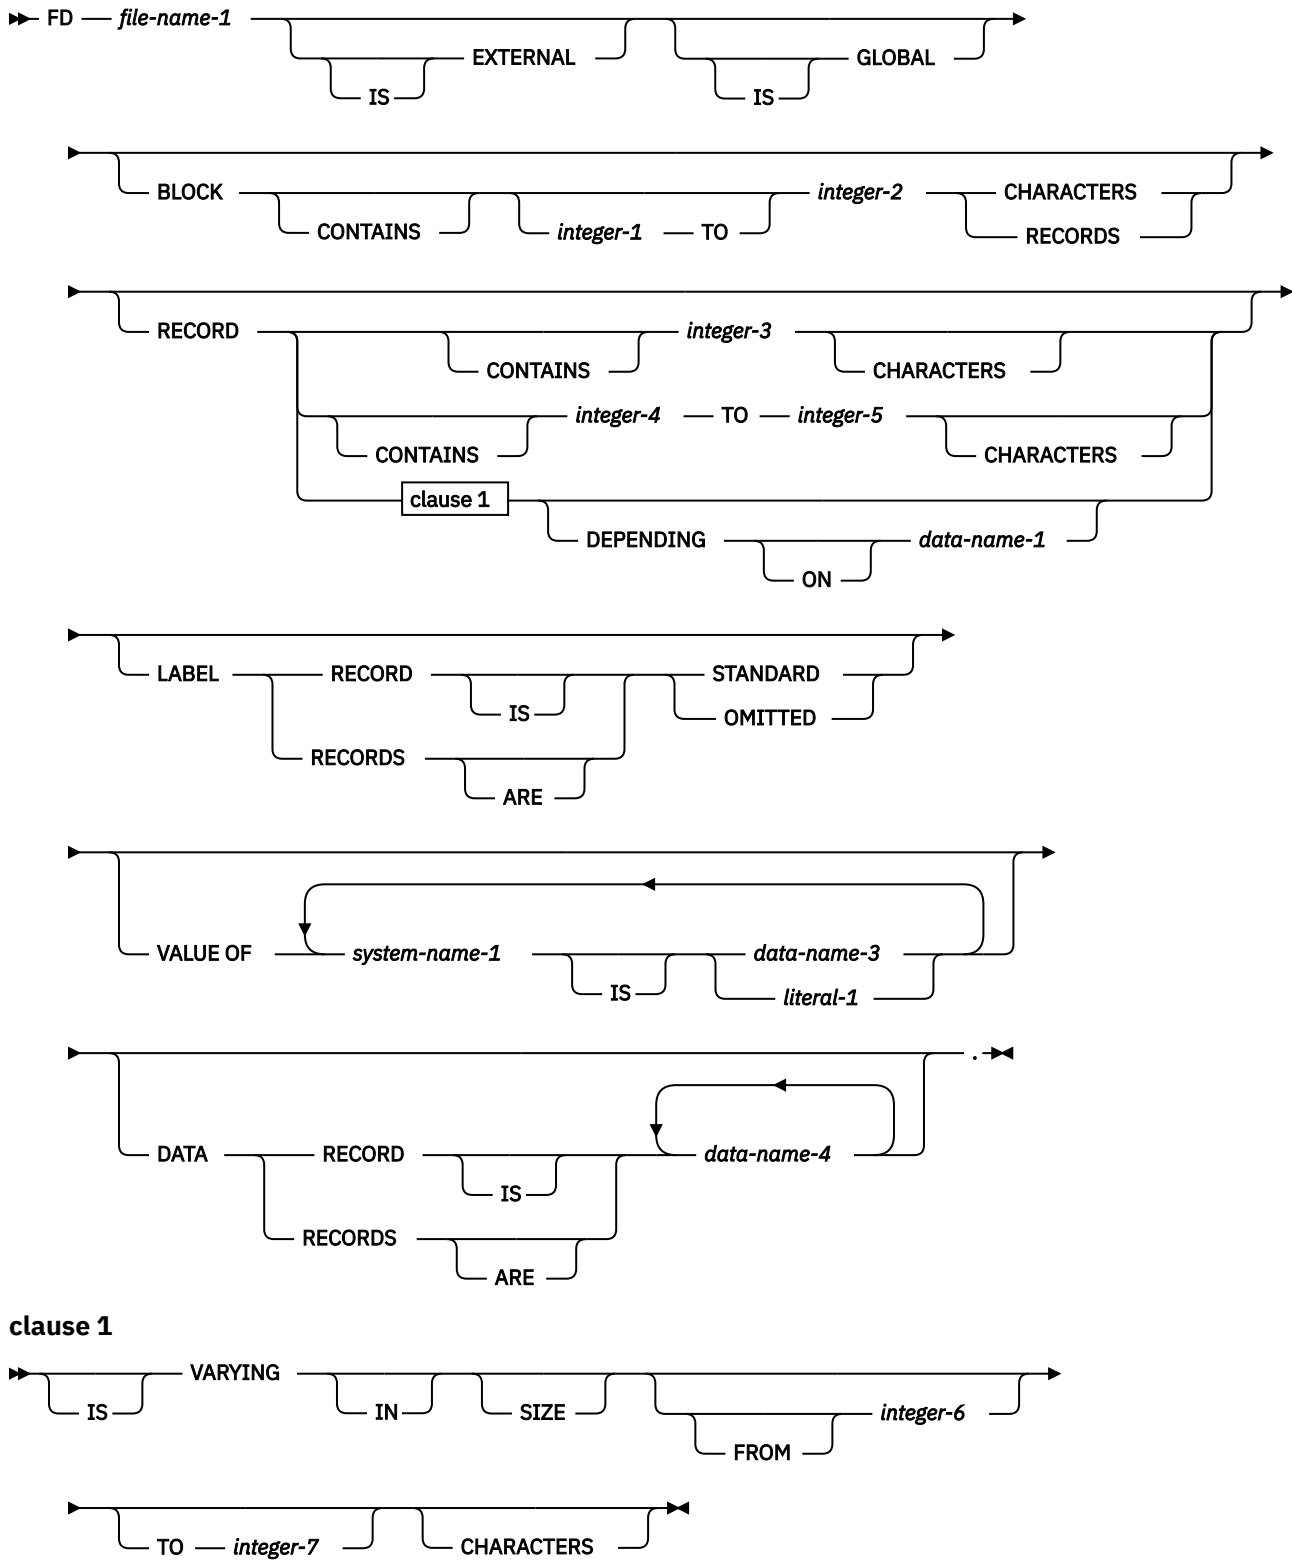 FD file-name-1
EXTERNAL GLOBAL
IS IS
BLOCK integer-2 CHARACTERS
CONTAINS integer-1 TO RECORDS
RECORD integer-3
CONTAINS CHARACTERS
integer-4 TO integer-5
CONTAINS CHARACTERS
clause 1
DEPENDING data-name-1
ON
LABEL RECORD STANDARD
IS OMITTED
RECORDS
ARE
VALUE OF system-name-1 data-name-3
IS literal-1
.
DATA RECORD data-name-4
IS
RECORDS
ARE
clause 1
VARYING
IS IN SIZE integer-6
FROM
TO integer-7 CHARACTERS